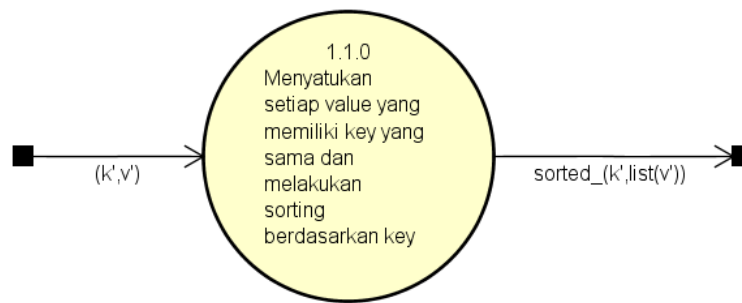 1.1.0
Menyatukan
setiap value yang
memiliki key yang
sama dan
melakukan
sorting
berdasarkan key
(k',v')
sorted_(k',list(v'))